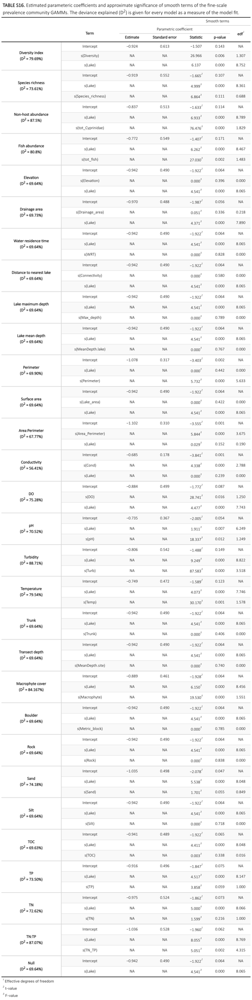 TABLE S16. Estimated parameteric coefficients and approximate significance of smooth terms of the fine-scale
prevalence community GAMMs. The deviance explained (D2) is given for every model as a measure of the model fit.
Smooth terms
Parametric coefficient
Term Estimate Standard error Statistic p-value edf1
Diversity index
(D2 = 79.69%)
Intercept −0.924 0.613 −1.507 0.143 NA
s(Diversity) NA NA 26.966 0.006 1.307
s(Lake) NA NA 6.137 0.000 8.752
Species richness
(D2 = 73.61%)
Intercept −0.919 0.552 −1.6652 0.107 NA
s(Lake) NA NA 4.9993 0.000 8.361
s(Species_richness) NA NA 6.8643 0.111 0.688
Non-host abundance
(D2 = 87.5%)
Intercept −0.837 0.513 −1.6332 0.114 NA
s(Lake) NA NA 6.9333 0.000 8.789
s(tot_Cyprinidae) NA NA 76.4763 0.000 1.829
Fish abundance
(D2 = 80.8%)
Intercept −0.772 0.549 −1.4072 0.171 NA
s(Lake) NA NA 6.2623 0.000 8.467
s(tot_fish) NA NA 27.0303 0.002 1.483
Elevation
(D2 = 69.64%)
Intercept −0.942 0.490 −1.9222 0.064 NA
s(Elevation) NA NA 0.0003 0.396 0.000
s(Lake) NA NA 4.5413 0.000 8.065
Drainage area
(D2 = 69.73%)
Intercept −0.970 0.488 −1.9872 0.056 NA
s(Drainage_area) NA NA 0.0513 0.336 0.218
s(Lake) NA NA 4.3713 0.000 7.890
Water residence time
(D2 = 69.64%)
Intercept −0.942 0.490 −1.9222 0.064 NA
s(Lake) NA NA 4.5413 0.000 8.065
s(WRT) NA NA 0.0003 0.828 0.000
Distance to nearest lake
(D2 = 69.64%)
Intercept −0.942 0.490 −1.9222 0.064 NA
s(Connectivity) NA NA 0.0003 0.580 0.000
s(Lake) NA NA 4.5413 0.000 8.065
Lake maximum depth
(D2 = 69.64%)
Intercept −0.942 0.490 −1.9222 0.064 NA
s(Lake) NA NA 4.5413 0.000 8.065
s(Max_depth) NA NA 0.0003 0.789 0.000
Lake mean depth
(D2 = 69.64%)
Intercept −0.942 0.490 −1.9222 0.064 NA
s(Lake) NA NA 4.5413 0.000 8.065
s(MeanDepth.lake) NA NA 0.0003 0.767 0.000
Perimeter
(D2 = 69.90%)
Intercept −1.078 0.317 −3.4032 0.002 NA
s(Lake) NA NA 0.0003 0.442 0.000
s(Perimeter) NA NA 5.7323 0.000 5.633
Surface area
(D2 = 69.64%)
Intercept −0.942 0.490 −1.9222 0.064 NA
s(Lake_area) NA NA 0.0003 0.422 0.000
s(Lake) NA NA 4.5413 0.000 8.065
Area:Perimeter
(D2 = 67.77%)
Intercept −1.102 0.310 −3.5552 0.001 NA
s(Area_Perimeter) NA NA 5.8443 0.000 3.675
s(Lake) NA NA 0.0293 0.152 0.190
Conductivity
(D2 = 56.41%)
Intercept −0.685 0.178 −3.8412 0.001 NA
s(Cond) NA NA 4.3383 0.000 2.788
s(Lake) NA NA 0.0003 0.239 0.000
DO
(D2 = 75.28%)
Intercept −0.884 0.499 −1.7722 0.087 NA
s(DO) NA NA 28.7413 0.016 1.250
s(Lake) NA NA 4.4773 0.000 7.743
pH
(D2 = 70.52%)
Intercept −0.735 0.367 −2.0052 0.054 NA
s(Lake) NA NA 1.9113 0.007 6.249
s(pH) NA NA 18.3373 0.012 1.249
Turbidity
(D2 = 88.71%)
Intercept −0.806 0.542 −1.4882 0.149 NA
s(Lake) NA NA 9.2493 0.000 8.822
s(Turb) NA NA 87.5833 0.000 3.518
Temperature
(D2 = 79.54%)
Intercept −0.749 0.472 −1.5892 0.123 NA
s(Lake) NA NA 4.0733 0.000 7.746
s(Temp) NA NA 30.1703 0.001 1.578
Trunk
(D2 = 69.64%)
Intercept −0.942 0.490 −1.9222 0.064 NA
s(Lake) NA NA 4.5413 0.000 8.065
s(Trunk) NA NA 0.0003 0.406 0.000
Transect depth
(D2 = 69.64%)
Intercept −0.942 0.490 −1.9222 0.064 NA
s(Lake) NA NA 4.5413 0.000 8.065
s(MeanDepth.site) NA NA 0.0003 0.740 0.000
Macrophyte cover
(D2 = 84.167%)
Intercept −0.889 0.461 −1.9282 0.064 NA
s(Lake) NA NA 6.1503 0.000 8.456
s(Macrophyte) NA NA 19.5303 0.000 1.551
Boulder
(D2 = 69.64%)
Intercept −0.942 0.490 −1.9222 0.064 NA
s(Lake) NA NA 4.5413 0.000 8.065
s(Metric_block) NA NA 0.0003 0.785 0.000
Rock
(D2 = 69.64%)
Intercept −0.942 0.490 −1.9222 0.064 NA
s(Lake) NA NA 4.5413 0.000 8.065
s(Rock) NA NA 0.0003 0.838 0.000
Sand
(D2 = 74.18%)
Intercept −1.035 0.498 −2.0782 0.047 NA
s(Lake) NA NA 5.5383 0.000 8.048
s(Sand) NA NA 1.7013 0.055 0.849
Silt
(D2 = 69.64%)
Intercept −0.942 0.490 −1.9222 0.064 NA
s(Lake) NA NA 4.5413 0.000 8.065
s(Silt) NA NA 0.0003 0.718 0.000
TOC
(D2 = 69.63%)
Intercept −0.941 0.489 −1.9222 0.065 NA
s(Lake) NA NA 4.4113 0.000 8.048
s(TOC) NA NA 0.0033 0.338 0.016
TP
(D2 = 73.50%)
Intercept −0.916 0.496 −1.8472 0.075 NA
s(Lake) NA NA 4.5173 0.000 8.147
s(TP) NA NA 3.8583 0.059 1.000
TN
(D2 = 72.62%)
Intercept −0.975 0.524 −1.8622 0.073 NA
s(Lake) NA NA 5.0003 0.000 8.066
s(TN) NA NA 1.5993 0.216 1.000
TN:TP
(D2 = 87.07%)
Intercept −1.036 0.528 −1.9602 0.062 NA
s(Lake) NA NA 8.0553 0.000 8.769
s(TN_TP) NA NA 5.0513 0.002 4.315
Null
(D2 = 69.64%)
Intercept −0.942 0.490 −1.9222 0.064 NA
s(Lake) NA NA 4.5413 0.000 8.065
1 Effective degrees of freedom
2 t-value
3 F-value